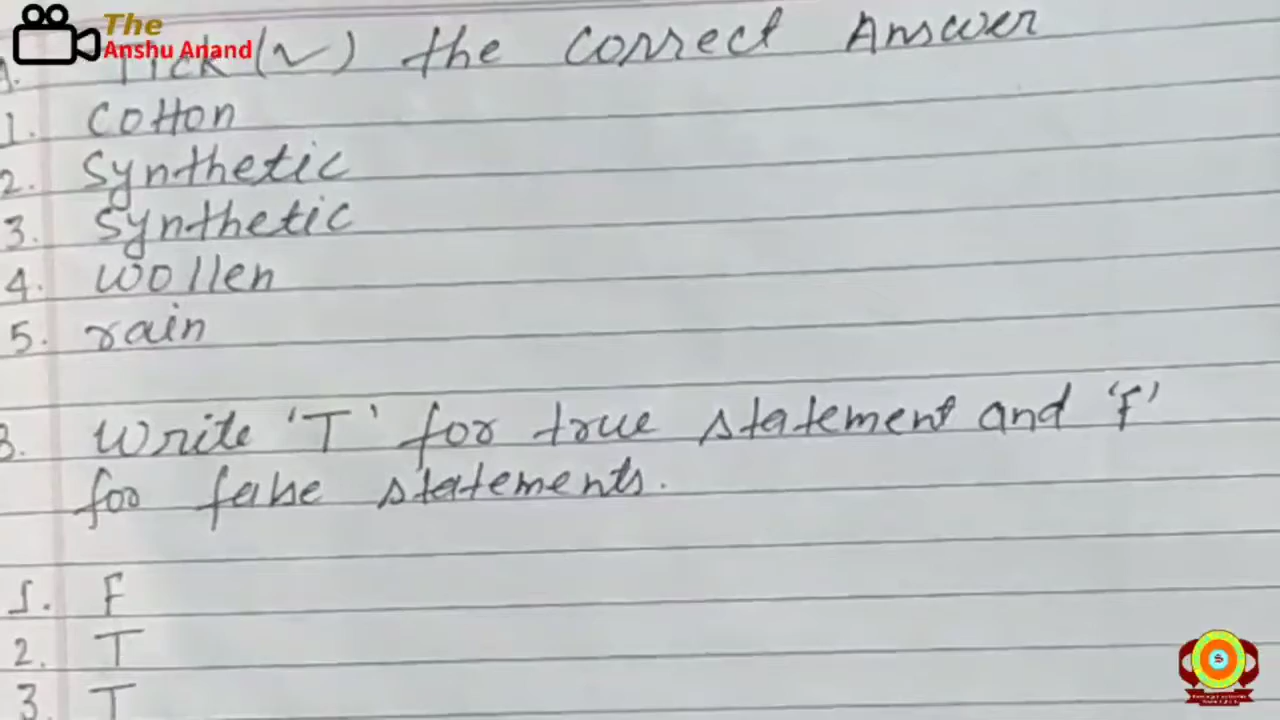 The
Anshu Anand
A. Tick (✓) the correct Answer
1. Cotton
2. Synthetic
3. Synthetic
4. wollen
5. rain
B. Write 'T' for true statement and 'F'
for false statements.
1. F
2. T
3. T